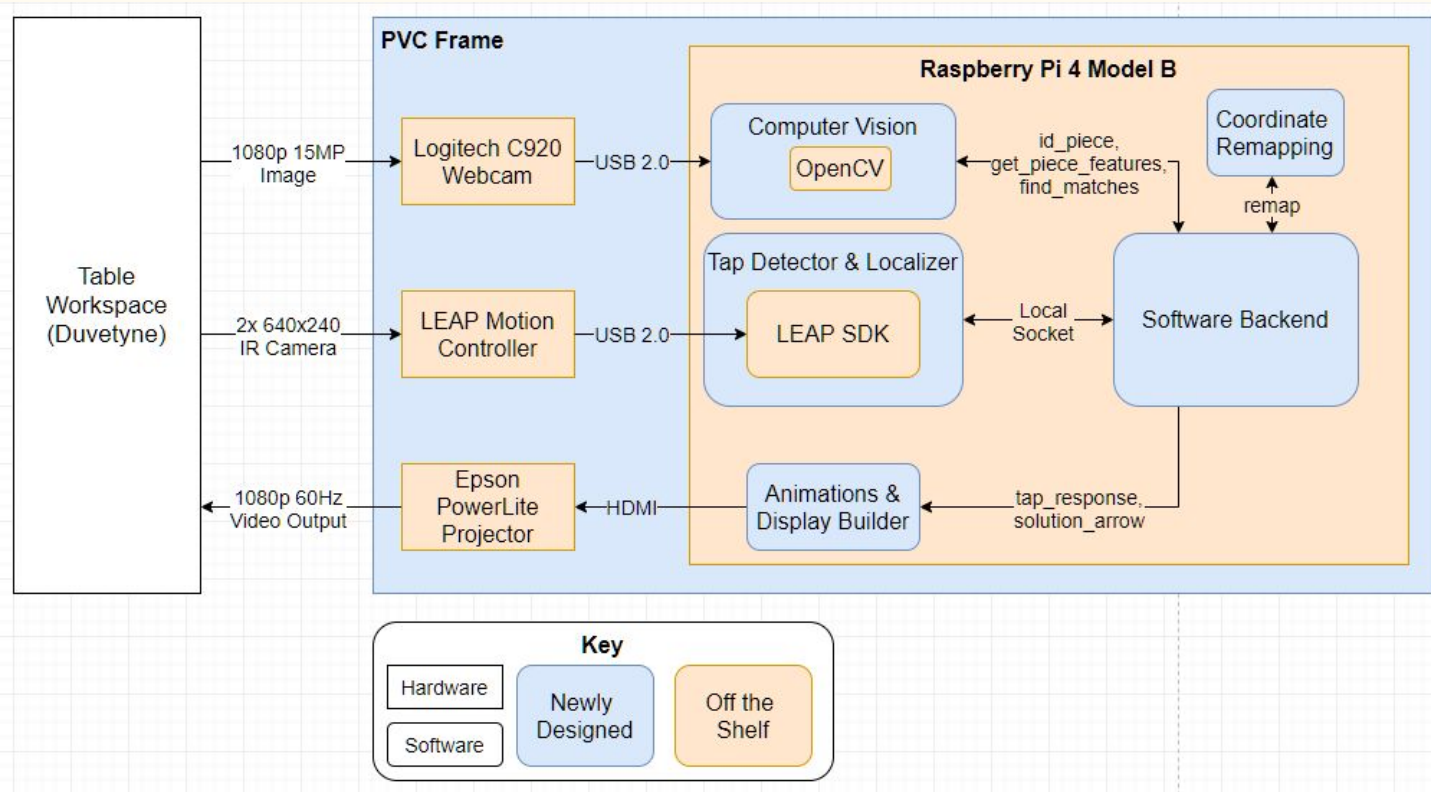 PVC Frame
Raspberry Pi 4 Model B
Table
Workspace
(Duvetyne)
1080p 15MP
Image
Logitech C920
Webcam
USB 2.0
Computer Vision
OpenCV
id_piece,
get_piece_features,
find_matches
Coordinate
Remapping
remap
2x 640x240
IR Camera
LEAP Motion
Controller
USB 2.0
Tap Detector & Localizer
LEAP SDK
Local
Socket
Software Backend
1080p 60Hz
Video Output
Epson
PowerLite
Projector
HDMI
Animations &
Display Builder
tap_response,
solution_arrow
Key
Hardware
Software
Newly
Designed
Off the
Shelf